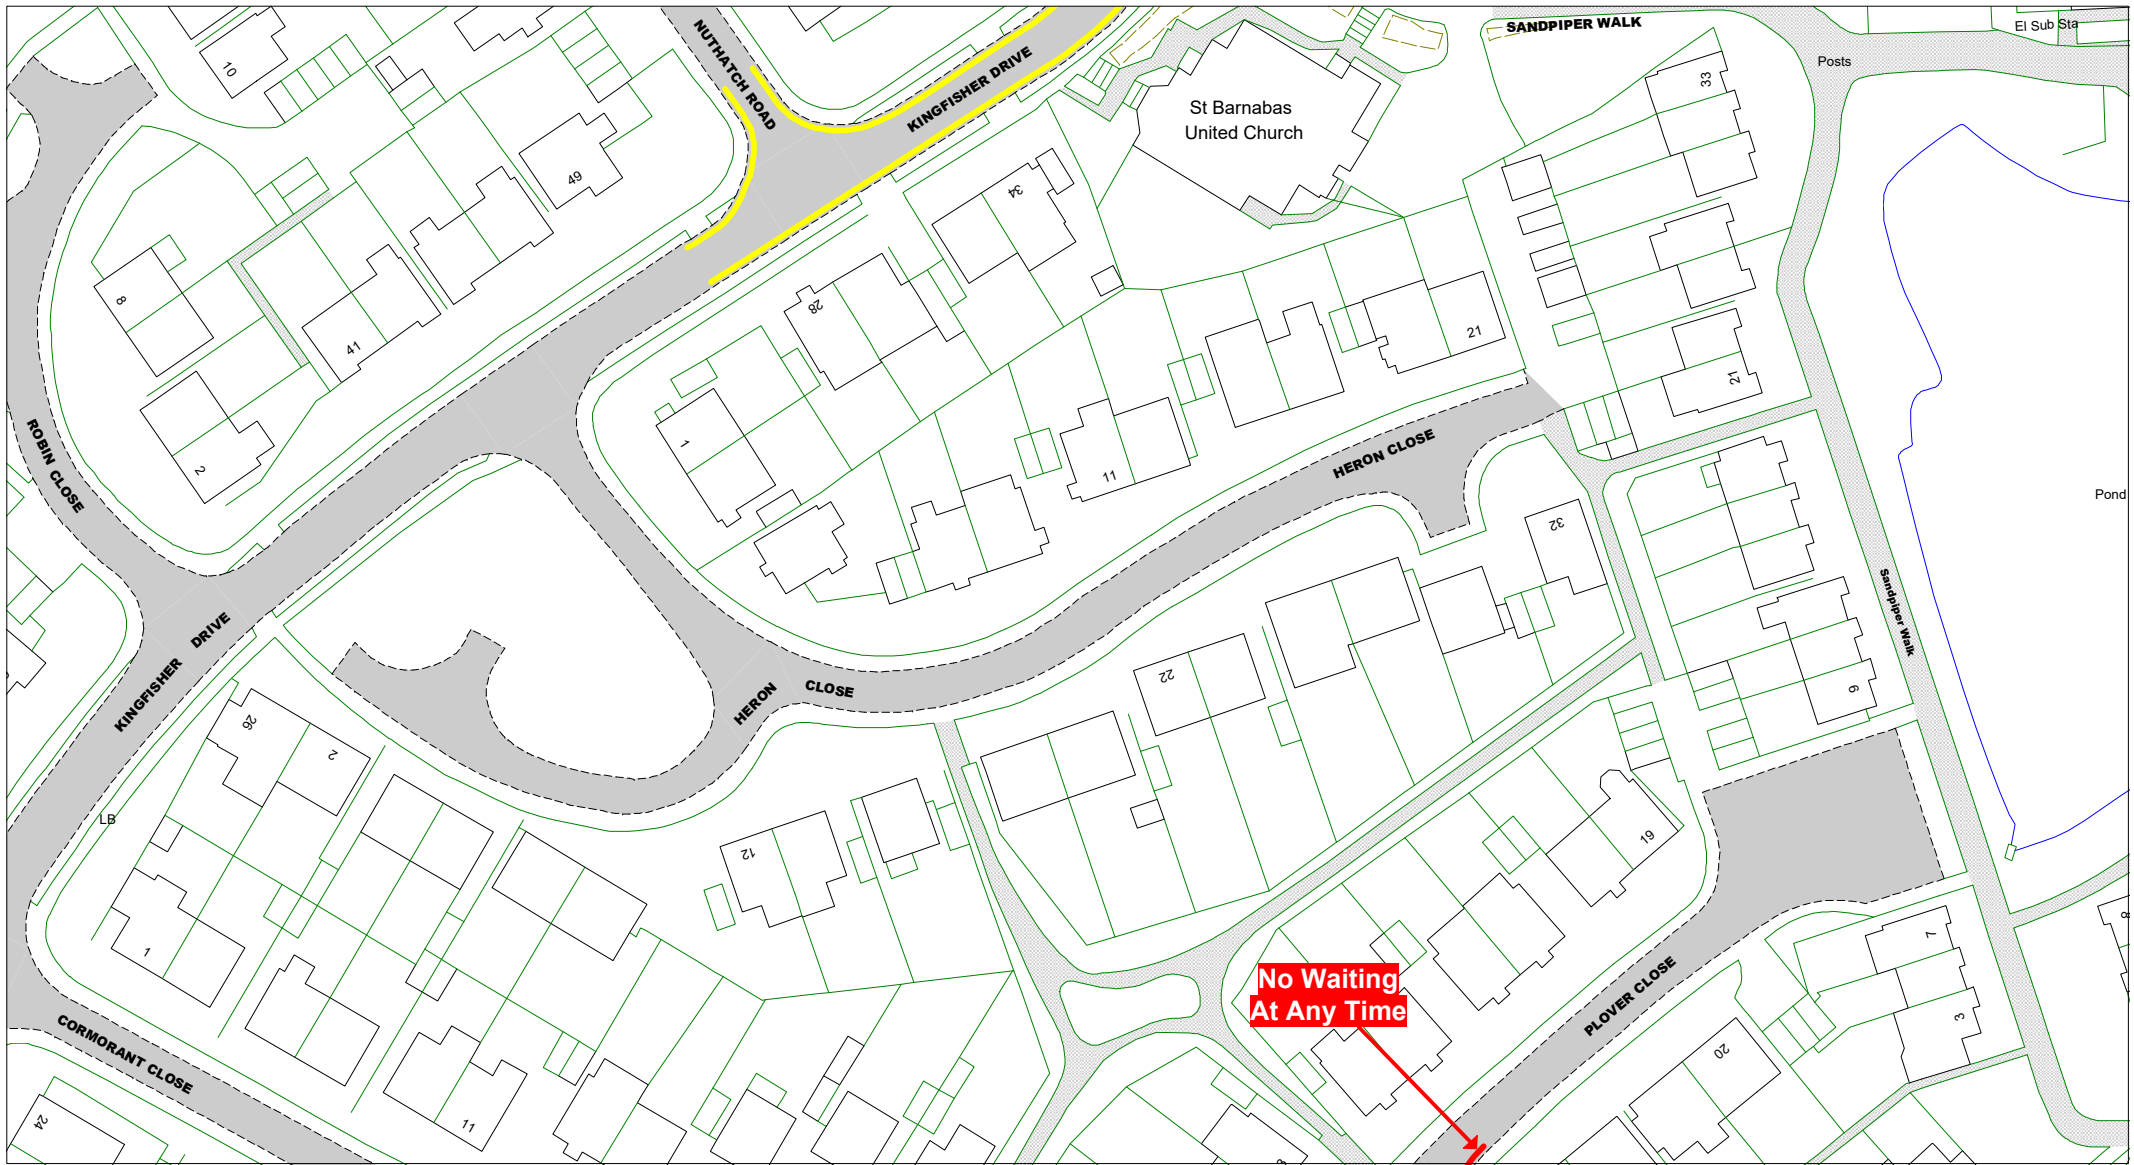 SANDPIPER WALK
El Sub Sta
NUTHATCH ROAD
KINGFISHER DRIVE
10
Posts
33
St Barnabas
United Church
49
34
8
28
41
21
21
1
2
ROBIN CLOSE
HERON CLOSE
11
Pond
32
Sandpiper Walk
KINGFISHER DRIVE
HERON CLOSE
22
9
26
2
LB
19
12
7
8
1
No Waiting
At Any Time
PLOVER CLOSE
3
CORMORANT CLOSE
20
24
11